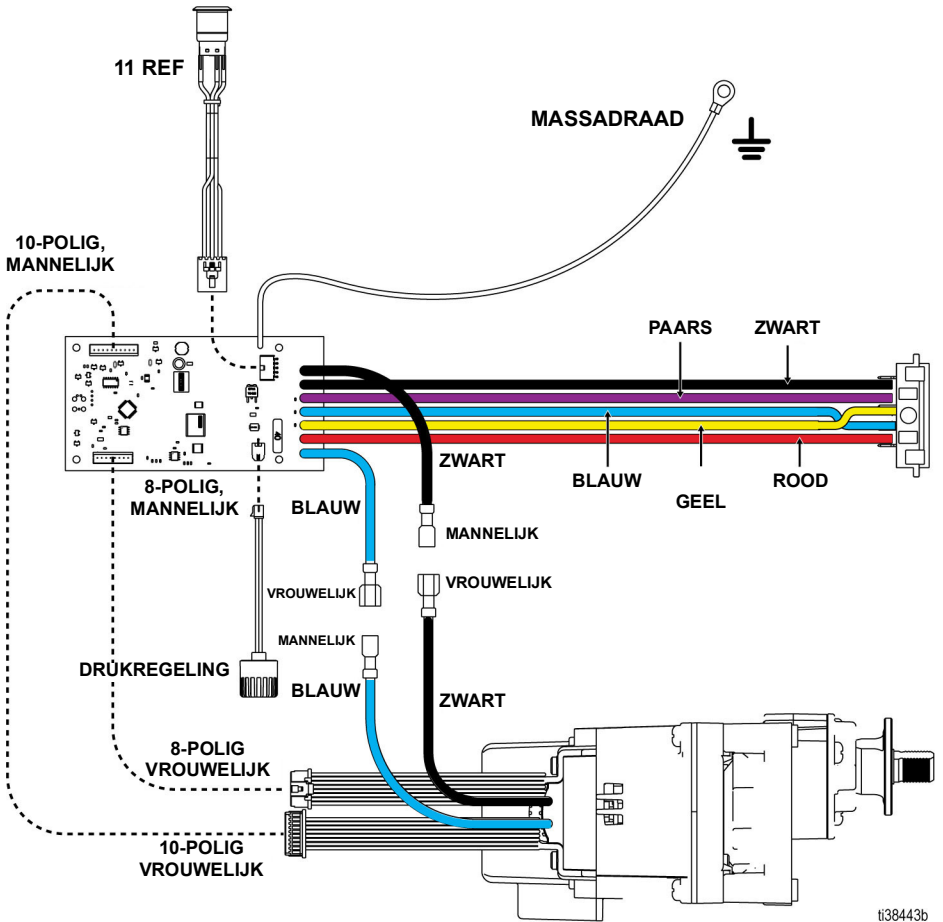 11 REF
MASSADRAAD
10-POLIG,
MANNELIJK
PAARS
ZWART
ZWART
BLAUW
GEEL
ROOD
8-POLIG,
MANNELIJK
BLAUW
MANNELIJK
VROUWELIJK
VROUWELIJK
MANNELIJK
DRUKREGELING
BLAUW
ZWART
8-POLIG
VROUWELIJK
10-POLIG
VROUWELIJK
ti38443b